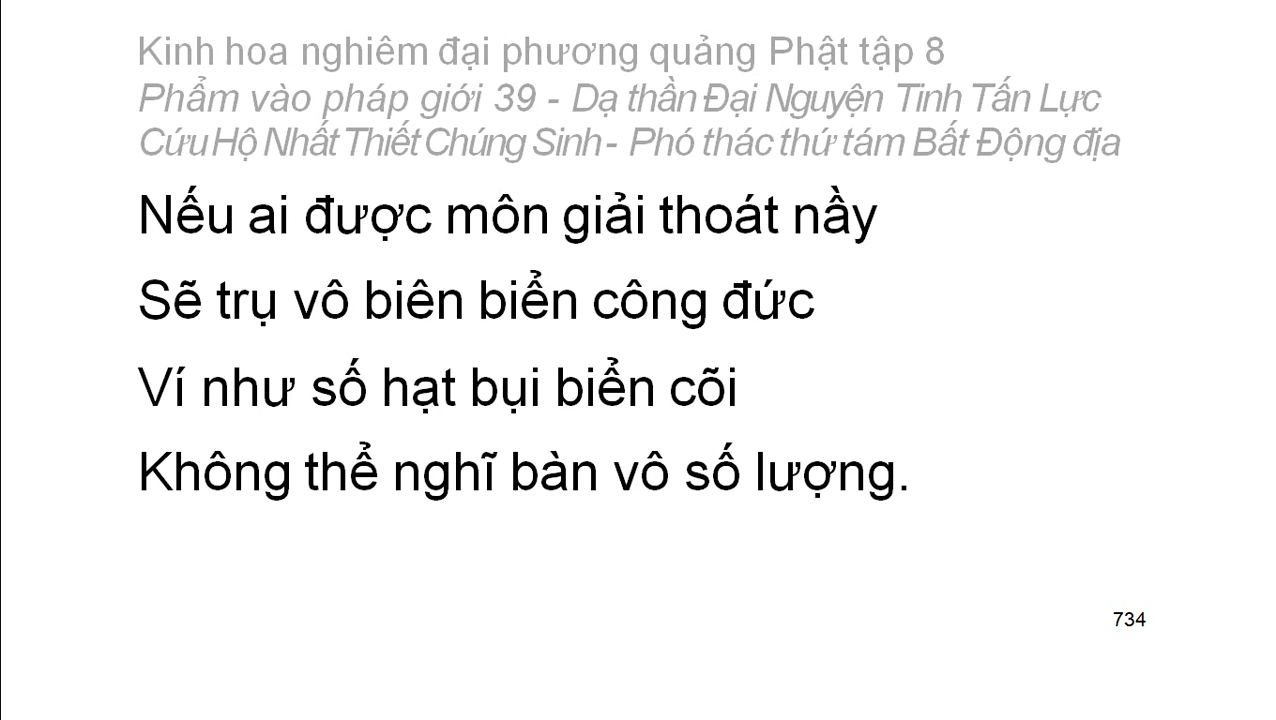 Kinh hoa nghiêm đại phương quảng Phật tập 8
Phẩm vào pháp giới 39 - Dạ thần Đại Nguyện Tinh Tấn Lực
Cứu Hộ Nhất Thiết Chúng Sinh - Phó thác thứ tám Bất Động địa
Nếu ai được môn giải thoát nầy
Sẽ trụ vô biên biển công đức
Ví như số hạt bụi biển cõi
Không thể nghĩ bàn vô số lượng.
734